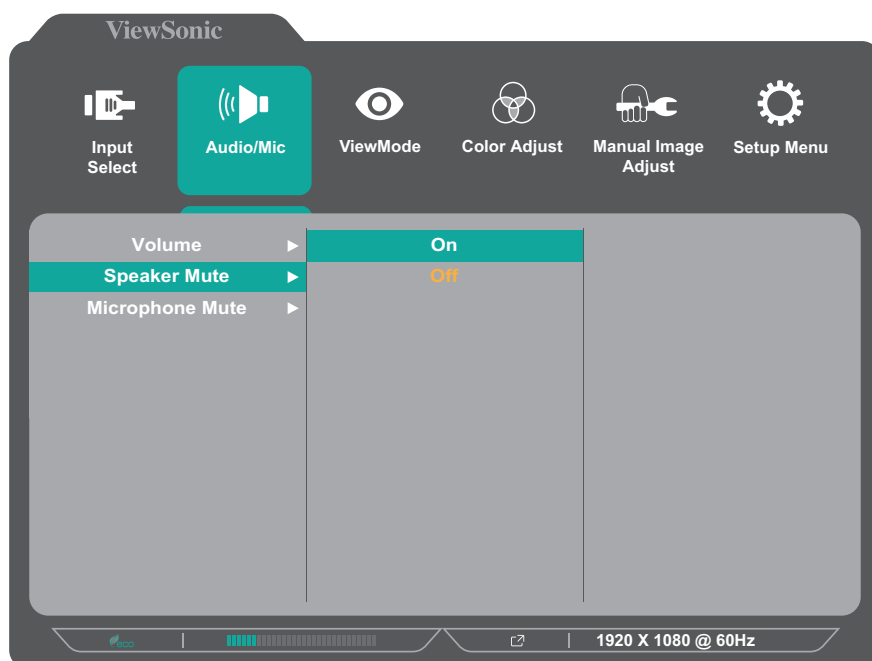 ViewSonic
Input
Select
Audio/Mic
ViewMode
Color Adjust
Manual Image
Adjust
Setup Menu
Volume
On
Speaker Mute
Off
Microphone Mute
eco
1920 X 1080 @ 60Hz